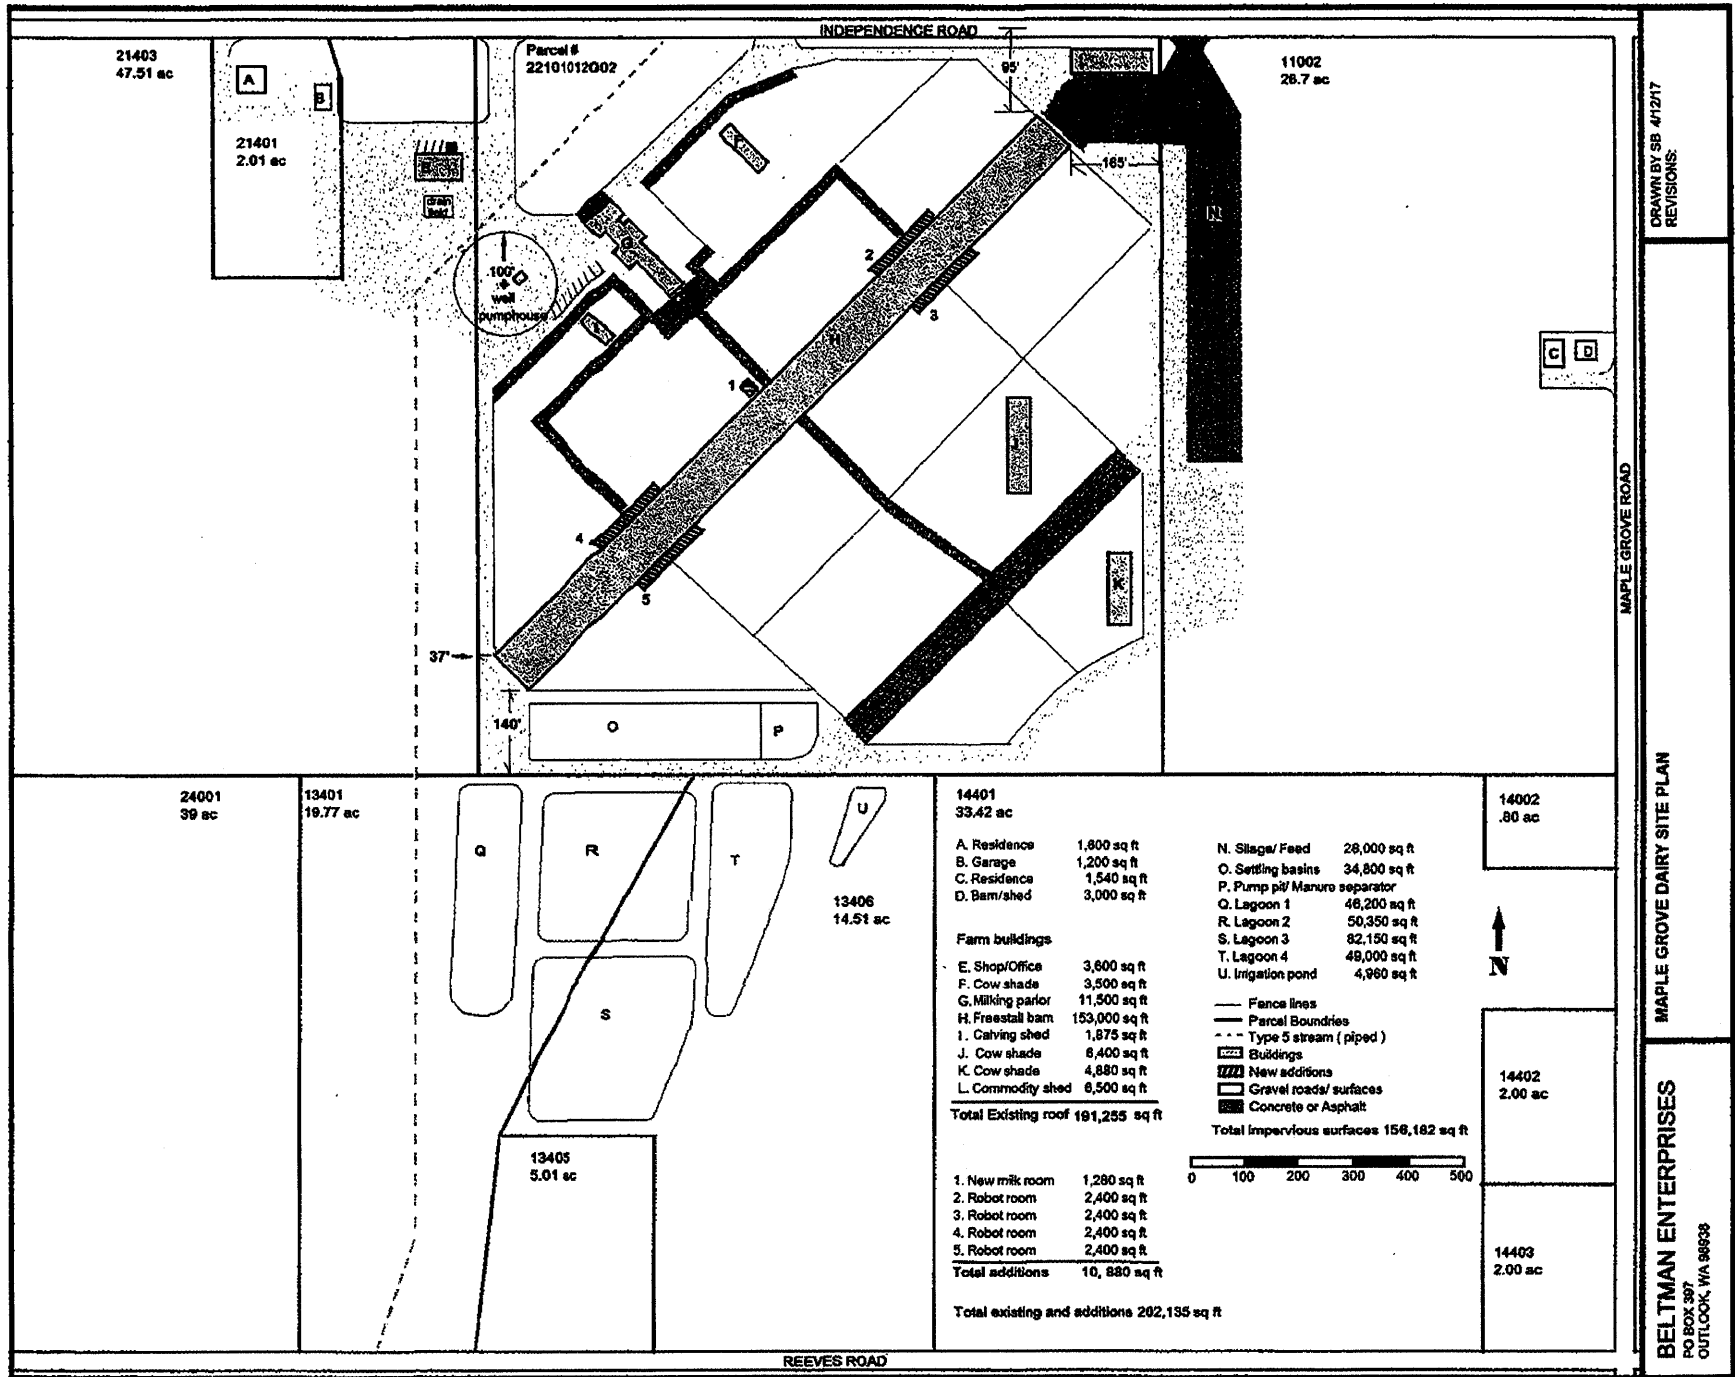 INDEPENDENCE ROAD
21403
47.51 ac
A
B
21401
2.01 ac
Parcel #
22101012002
95'
11002
26.7 ac
165'
N
drain
field
100'
well
pumphouse
G
H
1
2
3
4
5
J
K
C
D
37'
140'
O
P
MAPLE GROVE ROAD
24001
39 ac
13401
19.77 ac
Q
R
T
U
S
13406
14.51 ac
13405
5.01 ac
14401
33.42 ac
A. Residence 1,800 sq ft
B. Garage 1,200 sq ft
C. Residence 1,540 sq ft
D. Barn/shed 3,000 sq ft
Farm buildings
E. Shop/Office 3,600 sq ft
F. Cow shade 3,500 sq ft
G. Milking parlor 11,500 sq ft
H. Freestall barn 153,000 sq ft
I. Calving shed 1,875 sq ft
J. Cow shade 6,400 sq ft
K. Cow shade 4,880 sq ft
L. Commodity shed 6,500 sq ft
Total Existing roof 191,255 sq ft
1. New milk room 1,280 sq ft
2. Robot room 2,400 sq ft
3. Robot room 2,400 sq ft
4. Robot room 2,400 sq ft
5. Robot room 2,400 sq ft
Total additions 10, 880 sq ft
Total existing and additions 202,135 sq ft
N. Silage/ Feed 28,000 sq ft
O. Settling basins 34,800 sq ft
P. Pump pit/ Manure separator
Q. Lagoon 1 46,200 sq ft
R. Lagoon 2 50,350 sq ft
S. Lagoon 3 82,150 sq ft
T. Lagoon 4 49,000 sq ft
U. Irrigation pond 4,960 sq ft
Fence lines
Parcel Boundries
Type 5 stream ( piped )
Buildings
New additions
Gravel roads/ surfaces
Concrete or Asphalt
Total impervious surfaces 156,182 sq ft
0 100 200 300 400 500
N
14002
.80 ac
14402
2.00 ac
14403
2.00 ac
REEVES ROAD
DRAWN BY SB 4/12/17
REVISIONS:
MAPLE GROVE DAIRY SITE PLAN
BELTMAN ENTERPRISES
PO BOX 397
OUTLOOK, WA 98938